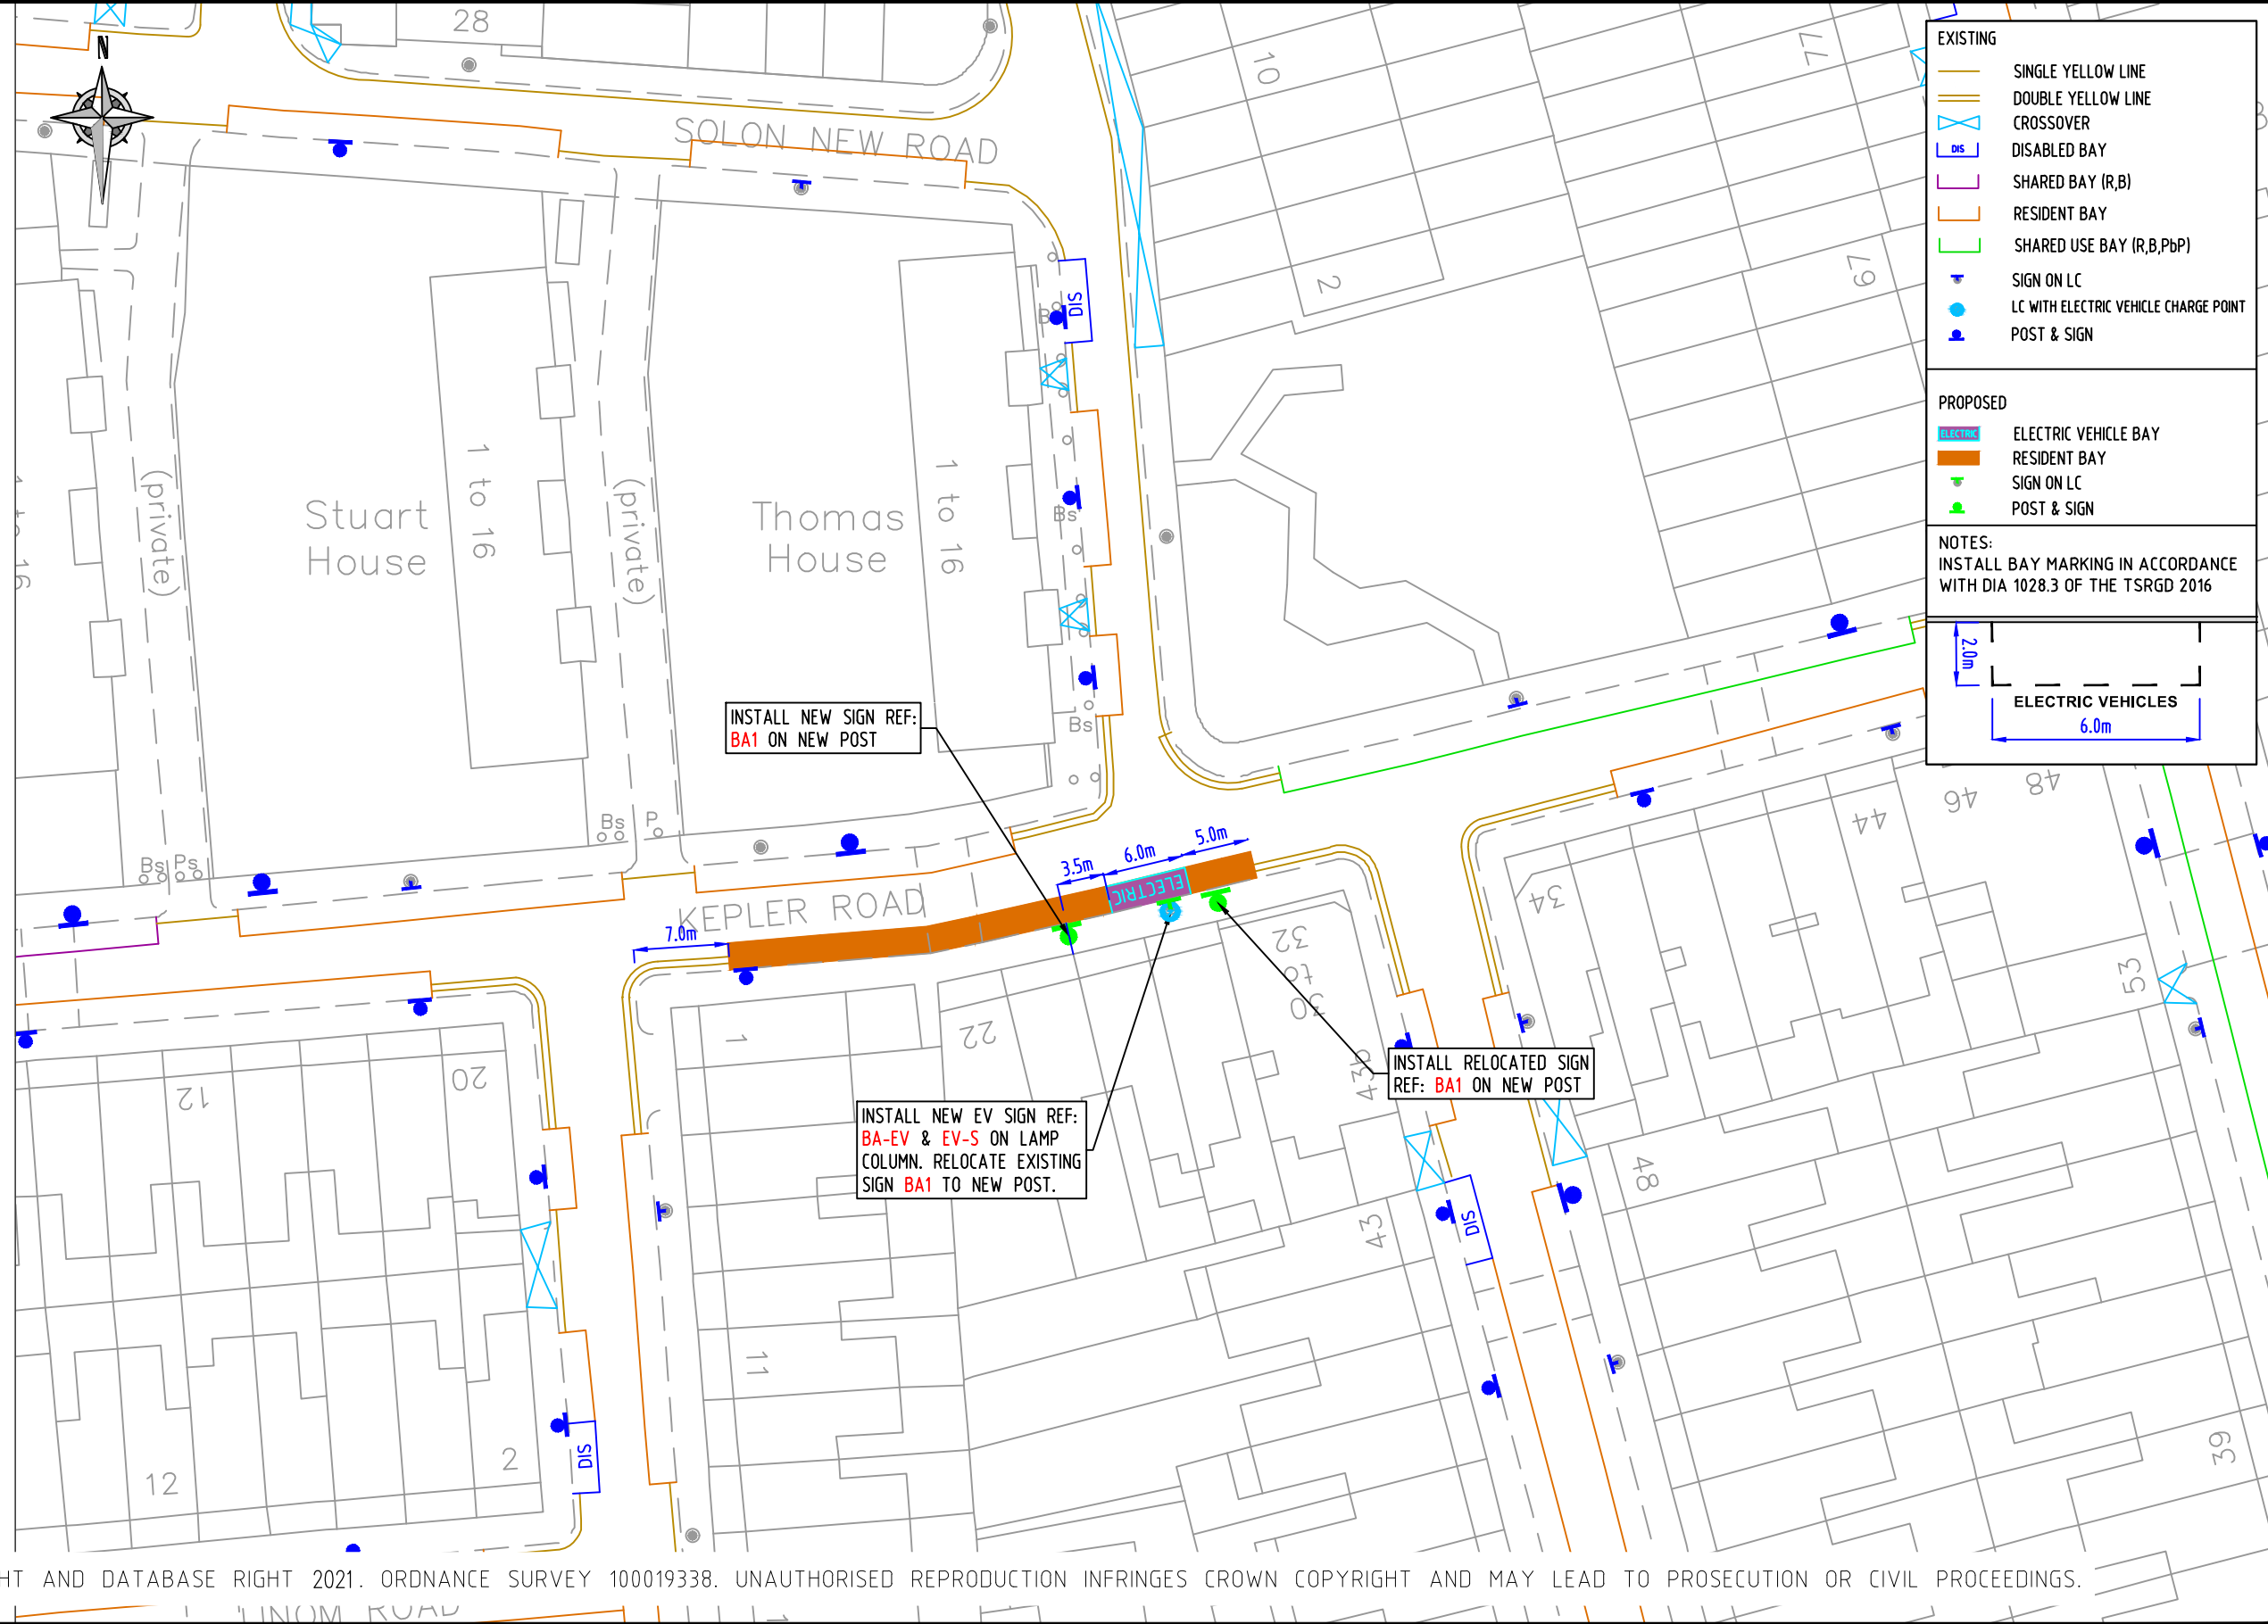 28
N
SOLON NEW ROAD
10
2
77
67
Stuart
House
1 to 16
(private)
(private)
Thomas
House
1 to 16
DIS
Bs
Bs
INSTALL NEW SIGN REF:
BA1 ON NEW POST
Bs
P
Bs
Ps
KEPLER ROAD
7.0m
3.5m
6.0m
5.0m
ELECTRIC
32
to
30
34
44
46
48
53
1
22
20
12
11
2
12
DIS
43
DIS
48
39
INSTALL NEW EV SIGN REF:
BA-EV & EV-S ON LAMP
COLUMN. RELOCATE EXISTING
SIGN BA1 TO NEW POST.
INSTALL RELOCATED SIGN
REF: BA1 ON NEW POST
EXISTING
SINGLE YELLOW LINE
DOUBLE YELLOW LINE
CROSSOVER
DIS DISABLED BAY
SHARED BAY (R,B)
RESIDENT BAY
SHARED USE BAY (R,B,PbP)
SIGN ON LC
LC WITH ELECTRIC VEHICLE CHARGE POINT
POST & SIGN
PROPOSED
ELECTRIC ELECTRIC VEHICLE BAY
RESIDENT BAY
SIGN ON LC
POST & SIGN
NOTES:
INSTALL BAY MARKING IN ACCORDANCE
WITH DIA 1028.3 OF THE TSRGD 2016
2.0m
ELECTRIC VEHICLES
6.0m
AND DATABASE RIGHT 2021. ORDNANCE SURVEY 100019338. UNAUTHORISED REPRODUCTION INFRINGES CROWN COPYRIGHT AND MAY LEAD TO PROSECUTION OR CIVIL PROCEEDINGS.
ROAD